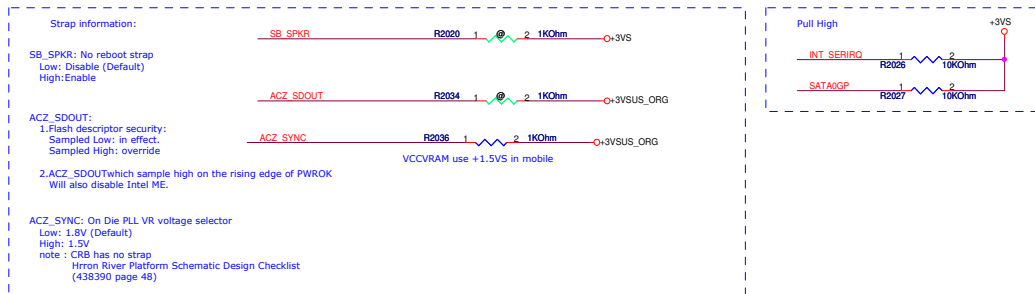 Strap information:
SB_SPKR R2020 1 @ 2 1KOhm +3VS
SB_SPKR: No reboot strap
Low: Disable (Default)
High:Enable
ACZ_SDOUT R2034 1 @ 2 1KOhm +3VSUS_ORG
ACZ_SDOUT:
1.Flash descriptor security:
Sampled Low: in effect.
Sampled High: override
ACZ_SYNC R2036 1 2 1KOhm +3VSUS_ORG
VCCVRAM use +1.5VS in mobile
2.ACZ_SDOUTwhich sample high on the rising edge of PWROK
Will also disable Intel ME.
ACZ_SYNC: On Die PLL VR voltage selector
Low: 1.8V (Default)
High: 1.5V
note : CRB has no strap
Hrron River Platform Schematic Design Checklist
(438390 page 48)
Pull High
+3VS
INT_SERIRQ 1 2
R2026 10KOhm
SATA0GP 1 2
R2027 10KOhm